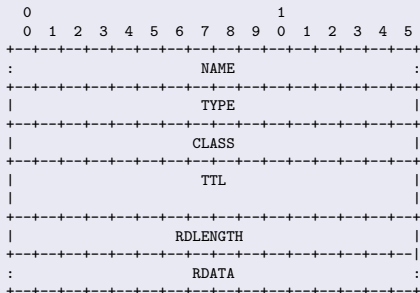 0 1
0 1 2 3 4 5 6 7 8 9 0 1 2 3 4 5
+--+--+--+--+--+--+--+--+--+--+--+--+--+--+--+--+
: NAME :
+--+--+--+--+--+--+--+--+--+--+--+--+--+--+--+--+
| TYPE |
+--+--+--+--+--+--+--+--+--+--+--+--+--+--+--+--+
| CLASS |
+--+--+--+--+--+--+--+--+--+--+--+--+--+--+--+--+
| TTL |
| |
+--+--+--+--+--+--+--+--+--+--+--+--+--+--+--+--+
| RDLENGTH |
+--+--+--+--+--+--+--+--+--+--+--+--+--+--+--+--|
: RDATA :
+--+--+--+--+--+--+--+--+--+--+--+--+--+--+--+--+